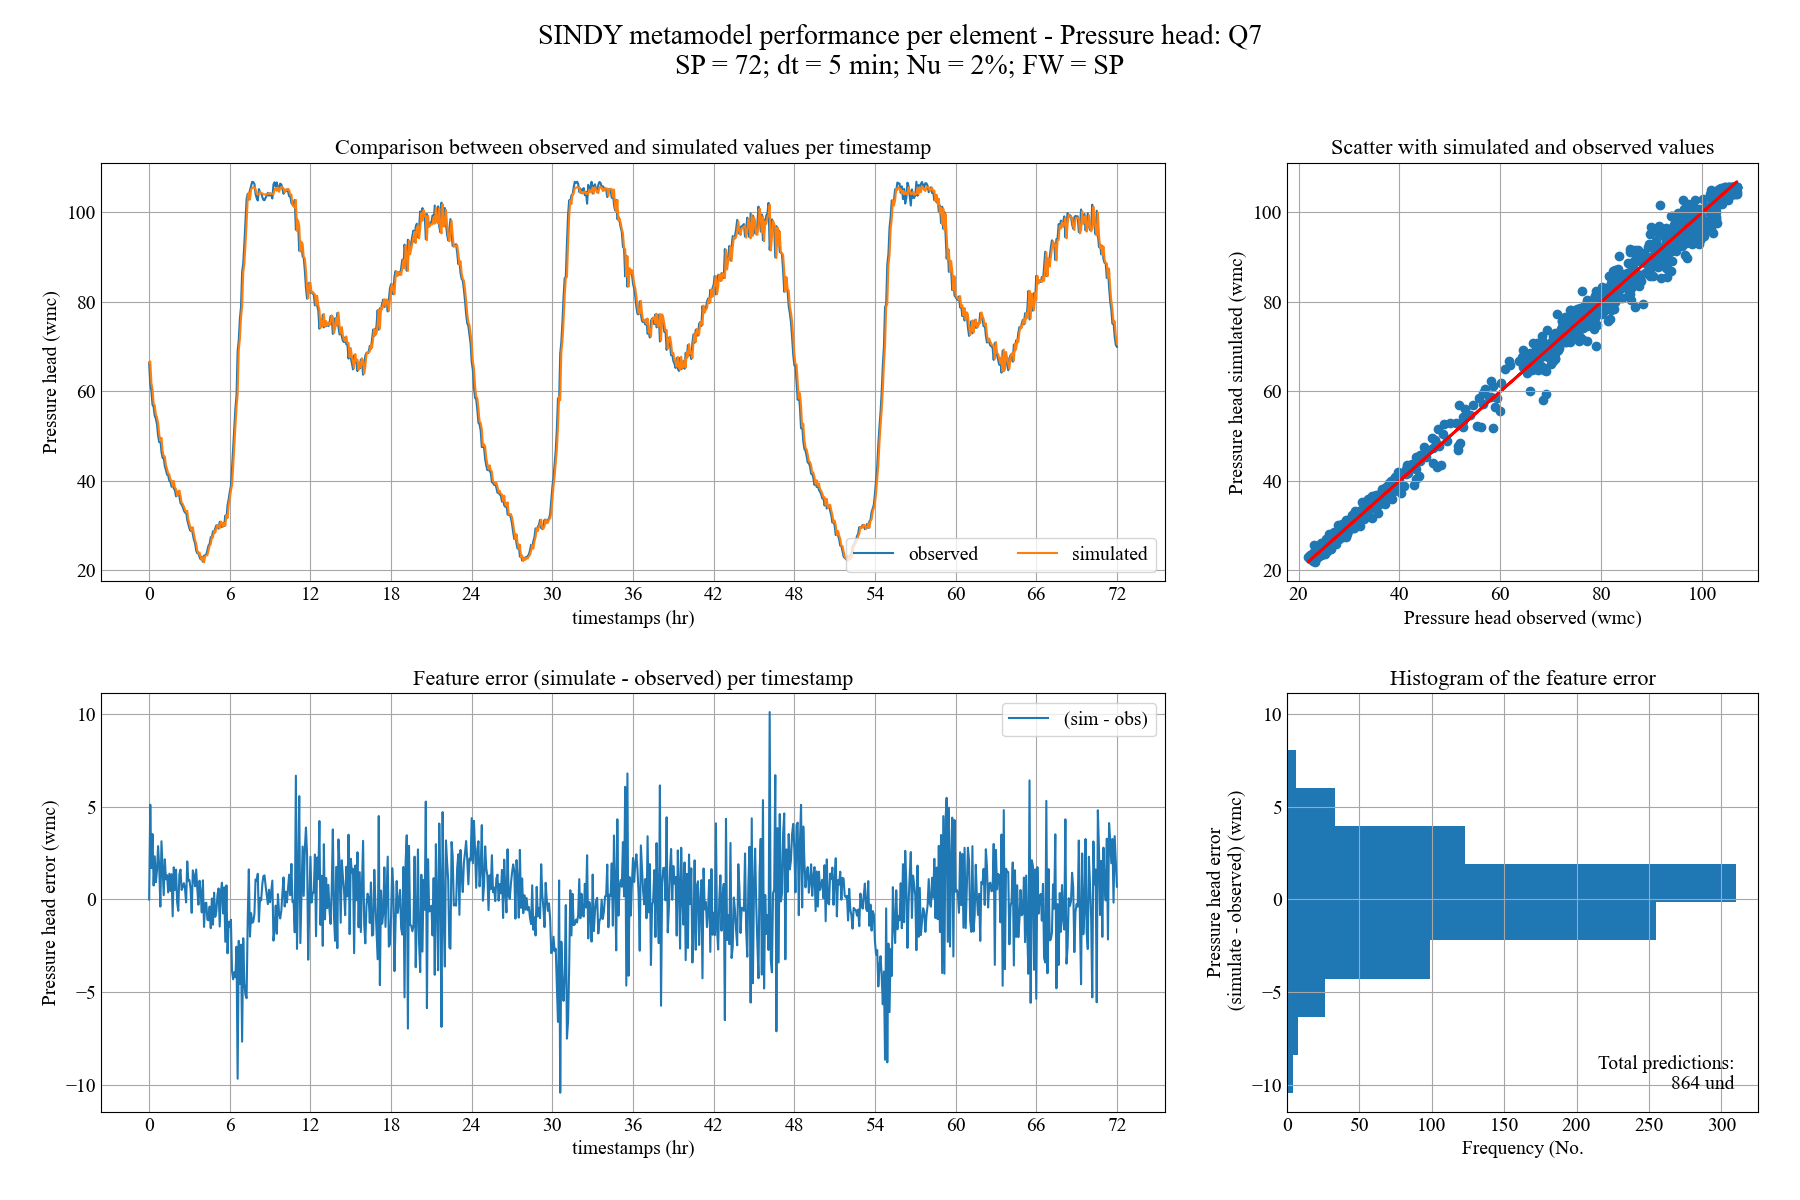 SINDY metamodel performance per element - Pressure head: Q7
SP = 72; dt = 5 min; Nu = 2%; FW = SP
Comparison between observed and simulated values per timestamp
Pressure head (wmc)
100
80
60
40
20
observed
simulated
0 6 12 18 24 30 36 42 48 54 60 66 72
timestamps (hr)
Scatter with simulated and observed values
Pressure head simulated (wmc)
100
80
60
40
20
20 40 60 80 100
Pressure head observed (wmc)
Feature error (simulate - observed) per timestamp
Pressure head error (wmc)
10
5
0
−5
−10
(sim - obs)
0 6 12 18 24 30 36 42 48 54 60 66 72
timestamps (hr)
Histogram of the feature error
Pressure head error
(simulate - observed) (wmc)
10
5
0
−5
−10
Total predictions:
864 und
0 50 100 150 200 250 300
Frequency (No.